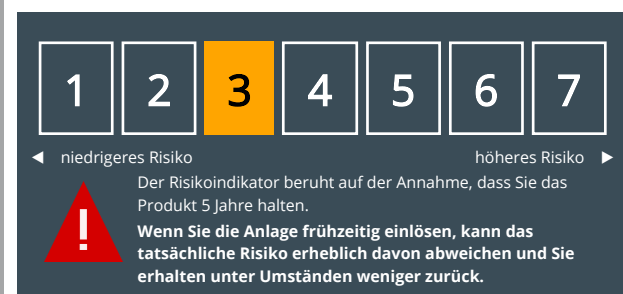 1 2 3 4 5 6 7
◄ niedrigeres Risiko höheres Risiko ►
!
Der Risikoindikator beruht auf der Annahme, dass Sie das
Produkt 5 Jahre halten.
Wenn Sie die Anlage frühzeitig einlösen, kann das
tatsächliche Risiko erheblich davon abweichen und Sie
erhalten unter Umständen weniger zurück.